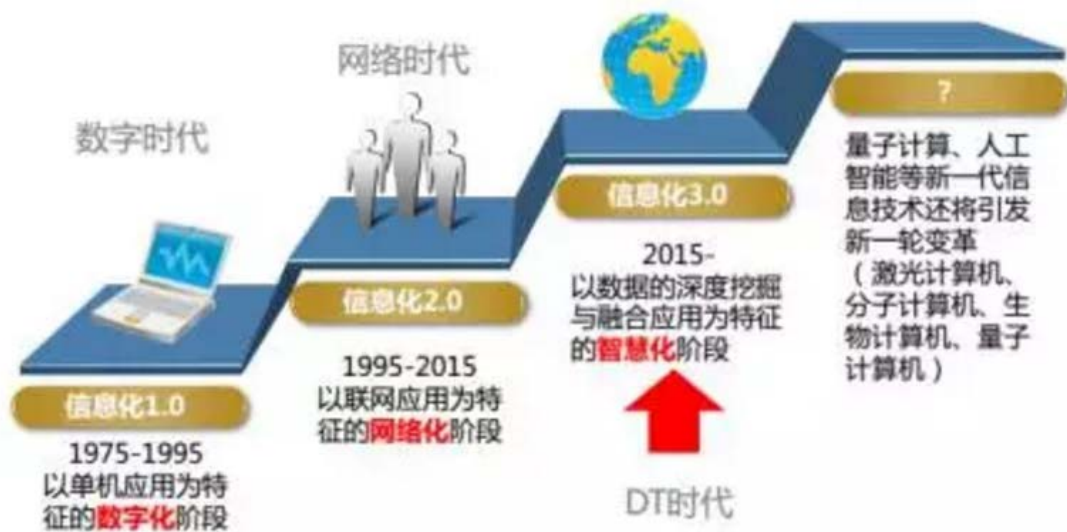 数字时代
信息化1.0
1975-1995
以单机应用为特
征的数字化阶段
网络时代
信息化2.0
1995-2015
以联网应用为特
征的网络化阶段
信息化3.0
2015-
以数据的深度挖掘
与融合应用为特征
的智慧化阶段
DT时代
?
量子计算、人工
智能等新一代信
息技术还将引发
新一轮变革
（激光计算机、
分子计算机、生
物计算机、量子
计算机）